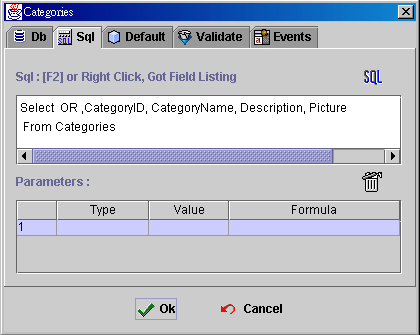 Categories
Db Sql Default Validate Events
Sql : [F2] or Right Click, Got Field Listing SQL
Select OR ,CategoryID, CategoryName, Description, Picture
From Categories
Parameters :
Type Value Formula
1
Ok Cancel